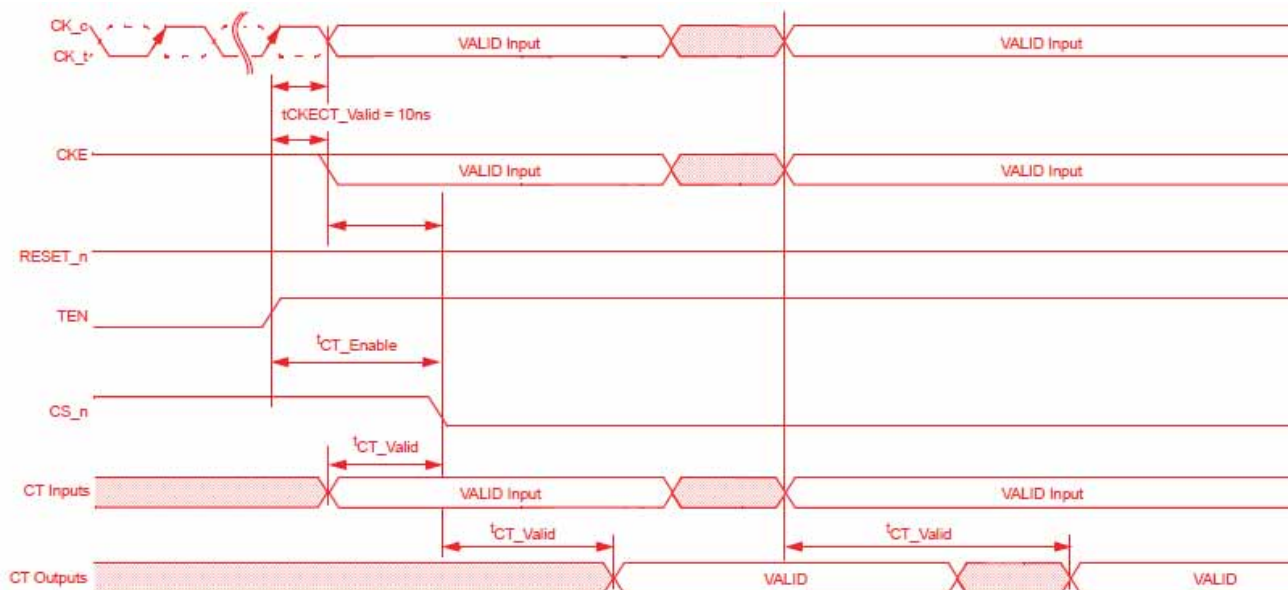 CK_c
CK_t
VALID Input
VALID Input
tCKECT_Valid = 10ns
CKE
VALID Input
VALID Input
RESET_n
TEN
tCT_Enable
CS_n
tCT_Valid
CT Inputs
VALID Input
VALID Input
tCT_Valid
tCT_Valid
CT Outputs
VALID
VALID